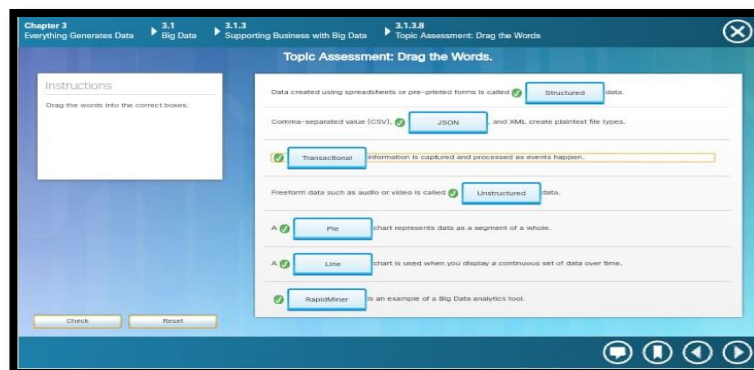 Chapter 3
Everything Generates Data
3.1
Big Data
3.1.3
Supporting Business with Big Data
3.1.3.8
Topic Assessment: Drag the Words
Topic Assessment: Drag the Words.
Instructions
Drag the words into the correct boxes.
Data created using spreadsheets or pre-printed forms is called Structured data.
Comma-separated value (CSV), JSON , and XML create plaintext file types.
Transactional information is captured and processed as events happen.
Freeform data such as audio or video is called Unstructured data.
A Pie chart represents data as a segment of a whole.
A Line chart is used when you display a continuous set of data over time.
RapidMiner is an example of a Big Data analytics tool.
Check Reset